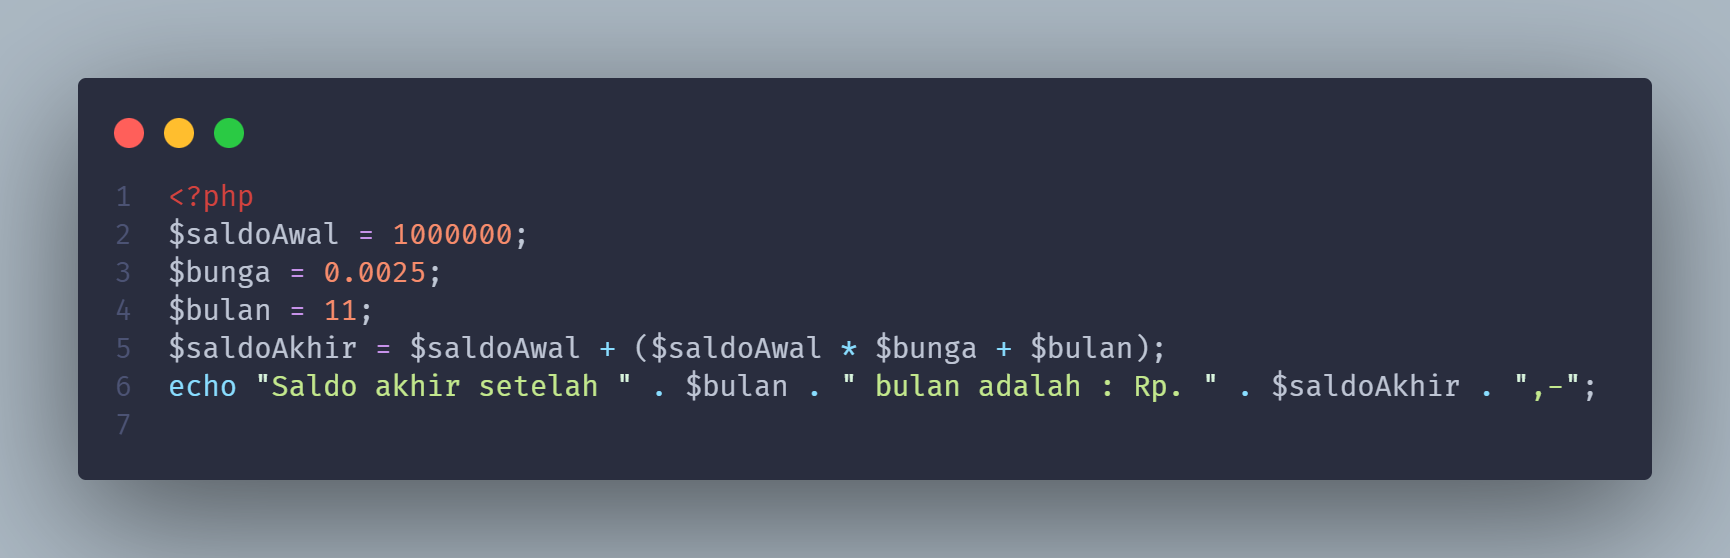 1 <?php
2 $saldoAwal = 1000000;
3 $bunga = 0.0025;
4 $bulan = 11;
5 $saldoAkhir = $saldoAwal + ($saldoAwal * $bunga + $bulan);
6 echo "Saldo akhir setelah " . $bulan . " bulan adalah : Rp. " . $saldoAkhir . ",-";
7